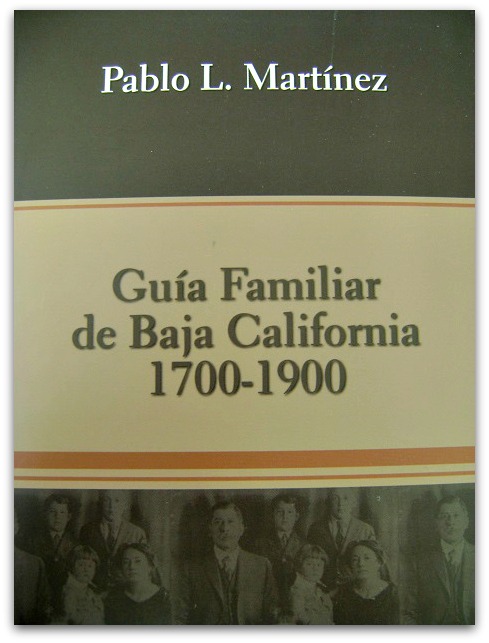 Pablo L. Martínez
Guía Familiar
de Baja California
1700-1900